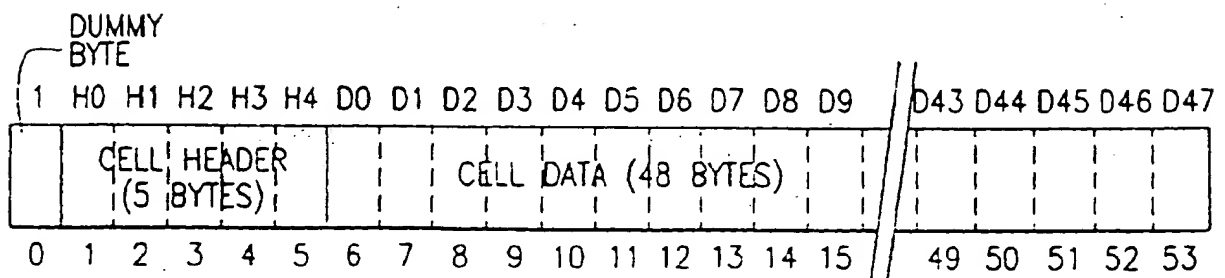 DUMMY
BYTE
1 H0 H1 H2 H3 H4 D0 D1 D2 D3 D4 D5 D6 D7 D8 D9 D43 D44 D45 D46 D47
CELL HEADER
(5 BYTES)
CELL DATA (48 BYTES)
0 1 2 3 4 5 6 7 8 9 10 11 12 13 14 15 49 50 51 52 53